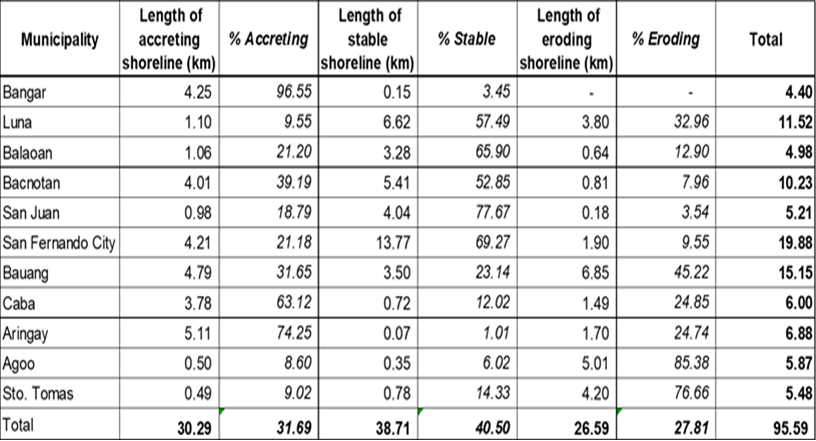 Municipality | Length of accreting shoreline (km) | % Accreting | Length of stable shoreline (km) | % Stable | Length of eroding shoreline (km) | % Eroding | Total
Bangar 4.25 96.55 0.15 3.45 - - 4.40
Luna 1.10 9.55 6.62 57.49 3.80 32.96 11.52
Balaoan 1.06 21.20 3.28 65.90 0.64 12.90 4.98
Bacnotan 4.01 39.19 5.41 52.85 0.81 7.96 10.23
San Juan 0.98 18.79 4.04 77.67 0.18 3.54 5.21
San Fernando City 4.21 21.18 13.77 69.27 1.90 9.55 19.88
Bauang 4.79 31.65 3.50 23.14 6.85 45.22 15.15
Caba 3.78 63.12 0.72 12.02 1.49 24.85 6.00
Aringay 5.11 74.25 0.07 1.01 1.70 24.74 6.88
Agoo 0.50 8.60 0.35 6.02 5.01 85.38 5.87
Sto. Tomas 0.49 9.02 0.78 14.33 4.20 76.66 5.48
Total 30.29 31.69 38.71 40.50 26.59 27.81 95.59